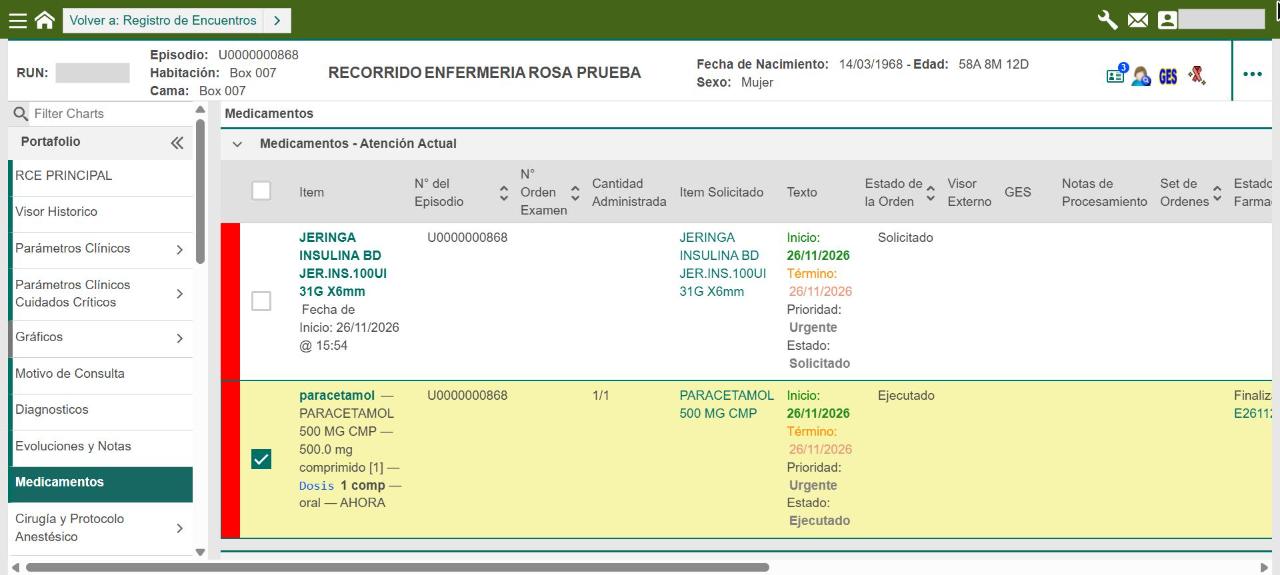 Volver a: Registro de Encuentros
RUN:
Episodio: U0000000868
Habitación: Box 007
Cama: Box 007
RECORRIDO ENFERMERIA ROSA PRUEBA
Fecha de Nacimiento: 14/03/1968 - Edad: 58A 8M 12D
Sexo: Mujer
3
GES
Filter Charts
Portafolio
RCE PRINCIPAL
Visor Historico
Parámetros Clínicos
Parámetros Clínicos
Cuidados Críticos
Gráficos
Motivo de Consulta
Diagnosticos
Evoluciones y Notas
Medicamentos
Cirugía y Protocolo
Anestésico
Medicamentos
Medicamentos - Atención Actual
Item
N° del
Episodio
N°
Orden
Examen
Cantidad
Administrada
Item Solicitado
Texto
Estado de
la Orden
Visor
Externo
GES
Notas de
Procesamiento
Set de
Ordenes
Estado
Farma
JERINGA
INSULINA BD
JER.INS.100UI
31G X6mm
Fecha de
Inicio: 26/11/2026
@ 15:54
U0000000868
JERINGA
INSULINA BD
JER.INS.100UI
31G X6mm
Inicio:
26/11/2026
Término:
26/11/2026
Prioridad:
Urgente
Estado:
Solicitado
Solicitado
paracetamol —
PARACETAMOL
500 MG CMP —
500.0 mg
comprimido [1] —
Dosis 1 comp —
oral — AHORA
U0000000868
1/1
PARACETAMOL
500 MG CMP
Inicio:
26/11/2026
Término:
26/11/2026
Prioridad:
Urgente
Estado:
Ejecutado
Ejecutado
Finaliz
E2611